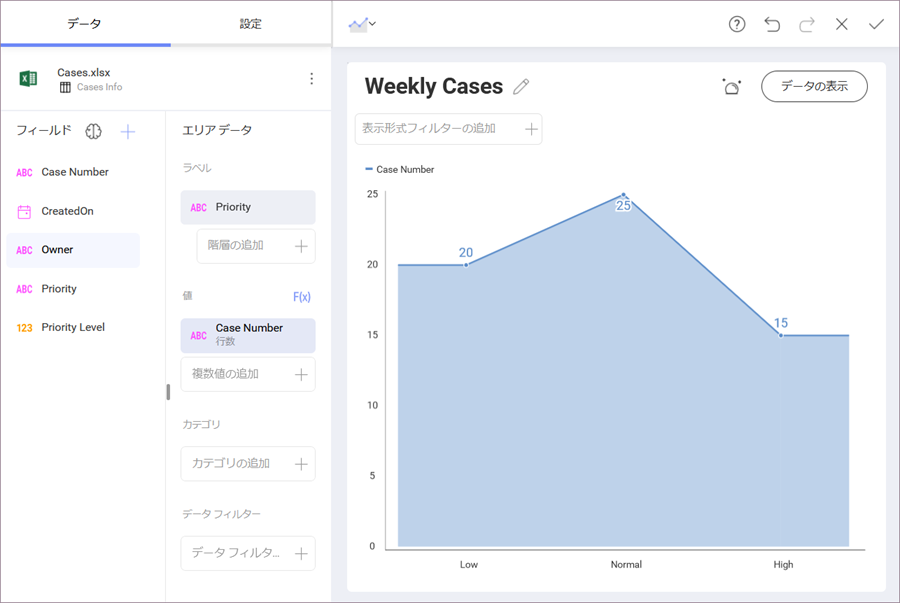 データ
設定
Cases.xlsx
Cases Info
フィールド
ABC Case Number
CreatedOn
ABC Owner
ABC Priority
123 Priority Level
エリア データ
ラベル
ABC Priority
階層の追加
値
F(x)
ABC Case Number
行数
複数値の追加
カテゴリ
カテゴリの追加
データ フィルター
データ フィルタ...
Weekly Cases
データの表示
表示形式フィルターの追加
Case Number
25
20
15
10
5
0
20
25
15
Low
Normal
High